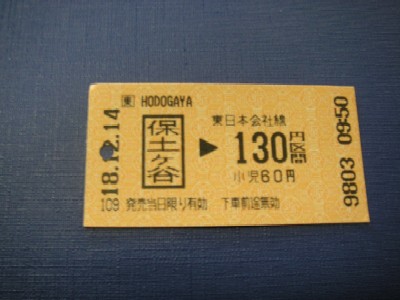 東 HODOGAYA
保土ヶ谷
東日本会社線
▶ 130円区間
小児60円
109 発売当日限り有効 下車前途無効
18.12.14
9803 09:50